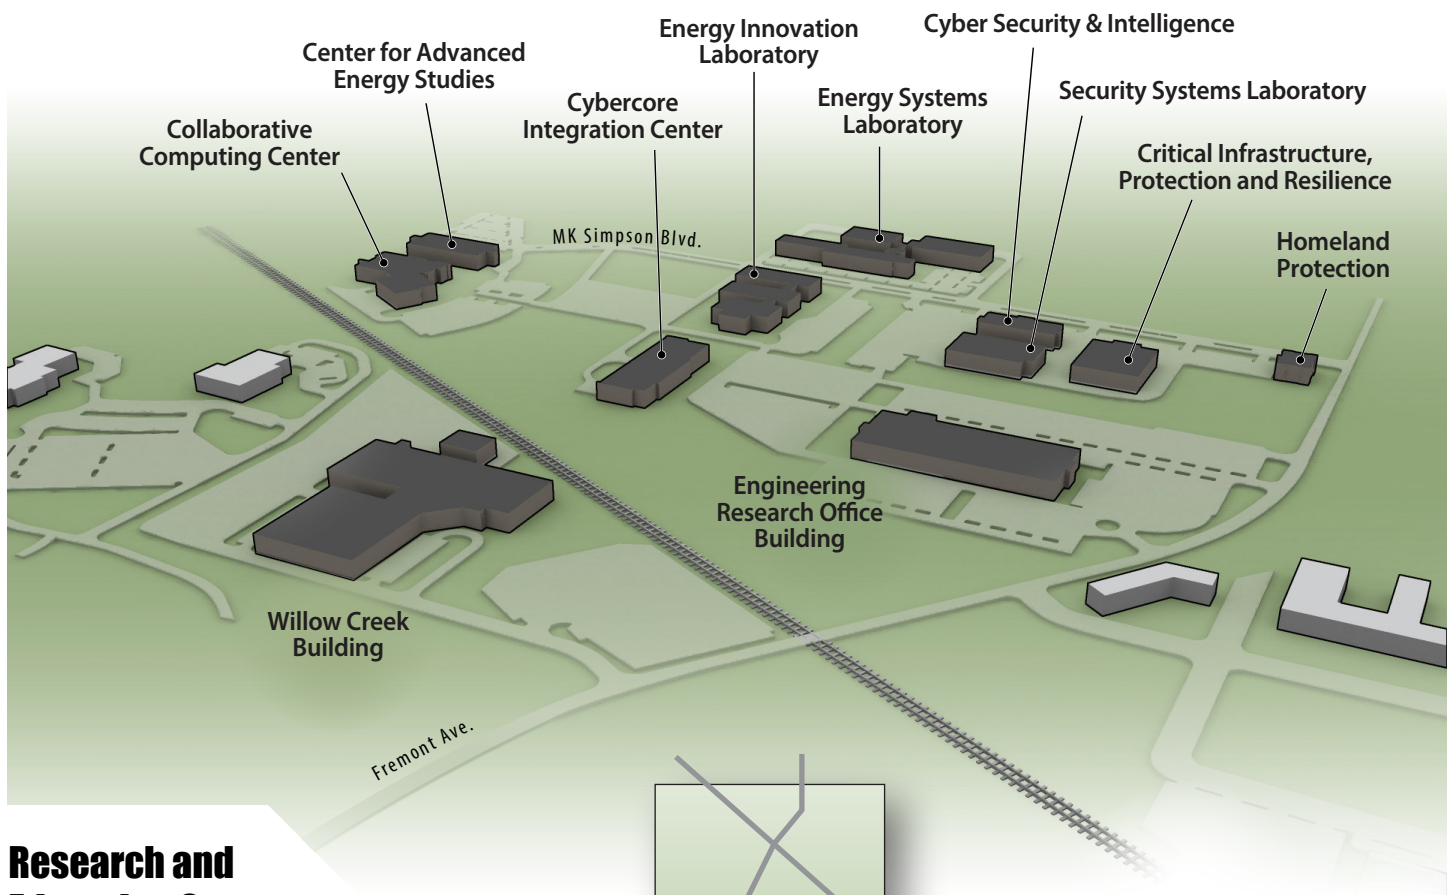 Energy Innovation
Laboratory
Cyber Security & Intelligence
Center for Advanced
Energy Studies
Cybercore
Integration Center
Energy Systems
Laboratory
Security Systems Laboratory
Collaborative
Computing Center
Critical Infrastructure,
Protection and Resilience
MK Simpson Blvd.
Homeland
Protection
Engineering
Research Office
Building
Willow Creek
Building
Fremont Ave.
Research and